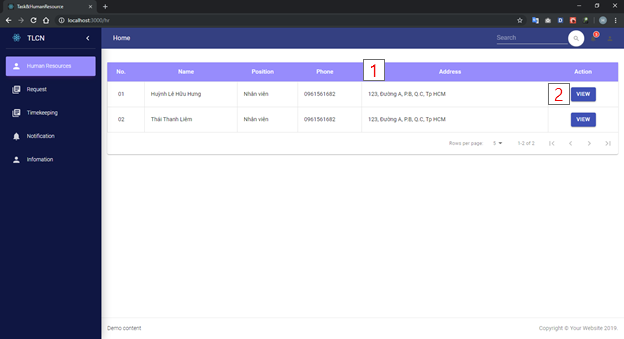 Task&HumanResource
localhost:3000/hr
TLCN
Home
Search
Human Resources
Request
Timekeeping
Notification
Infomation
No. Name Position Phone 1 Address Action
01 Huỳnh Lê Hữu Hưng Nhân viên 0961561682 123, Đường A, P.B, Q.C, Tp HCM 2 VIEW
02 Thái Thanh Liêm Nhân viên 0961561682 123, Đường A, P.B, Q.C, Tp HCM VIEW
Rows per page: 5 1-2 of 2
Demo content
Copyright © Your Website 2019.